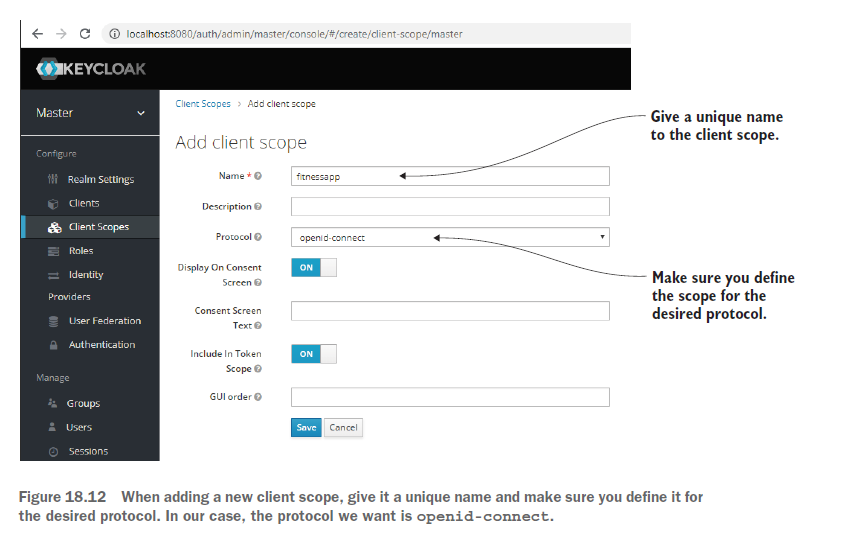 localhost:8080/auth/admin/master/console/#/create/client-scope/master
KEYCLOAK
Master
Configure
Realm Settings
Clients
Client Scopes
Roles
Identity
Providers
User Federation
Authentication
Manage
Groups
Users
Sessions
Client Scopes > Add client scope
Add client scope
Name * fitnessapp
Description
Protocol openid-connect
Display On Consent
Screen
ON
Consent Screen
Text
Include In Token
Scope
ON
GUI order
Save Cancel
Give a unique name
to the client scope.
Make sure you define
the scope for the
desired protocol.
Figure 18.12 When adding a new client scope, give it a unique name and make sure you define it for
the desired protocol. In our case, the protocol we want is openid-connect.